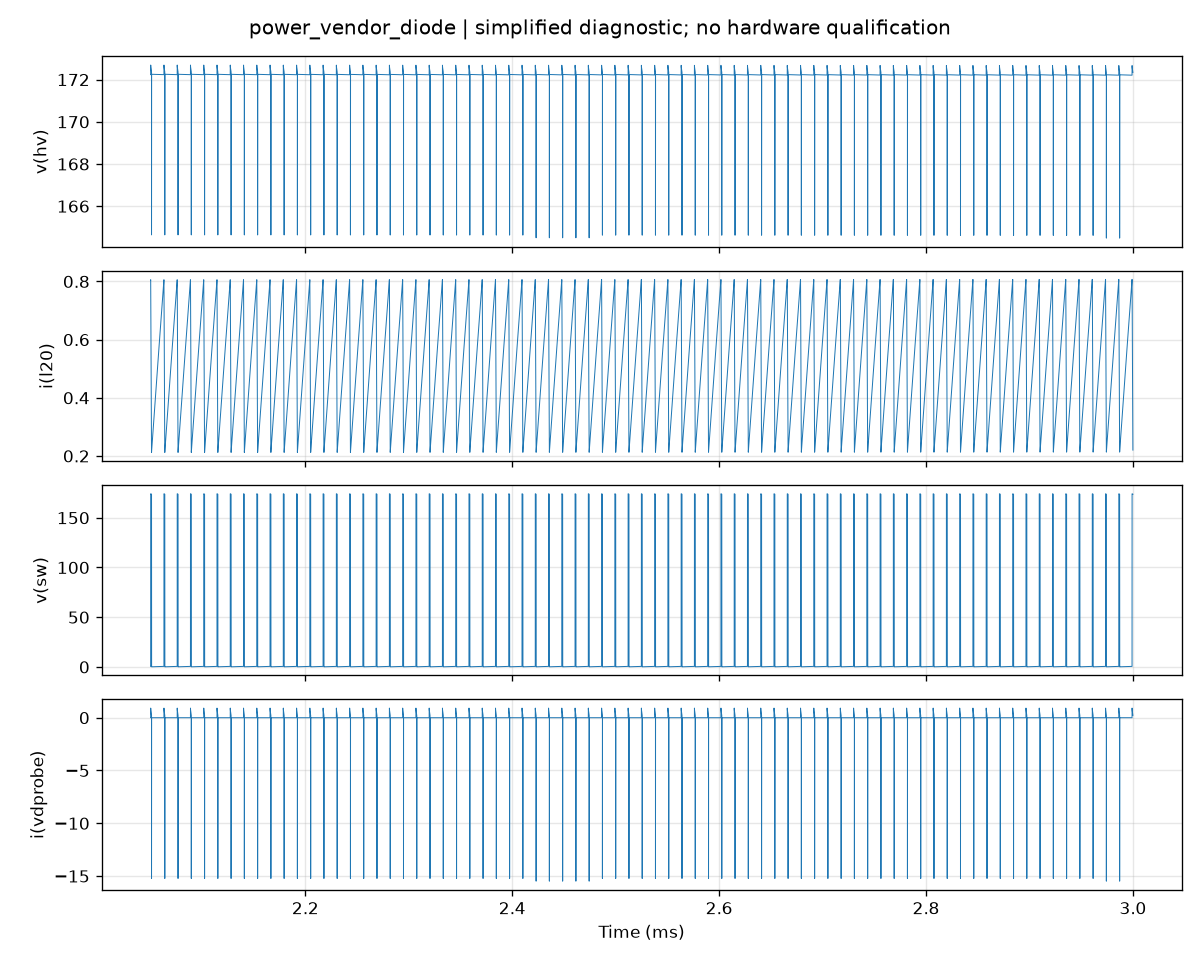 power_vendor_diode | simplified diagnostic; no hardware qualification
v(hv)
172
170
168
166
i(l20)
0.8
0.6
0.4
0.2
v(sw)
150
100
50
0
i(vdprobe)
0
−5
−10
−15
2.2 2.4 2.6 2.8 3.0
Time (ms)